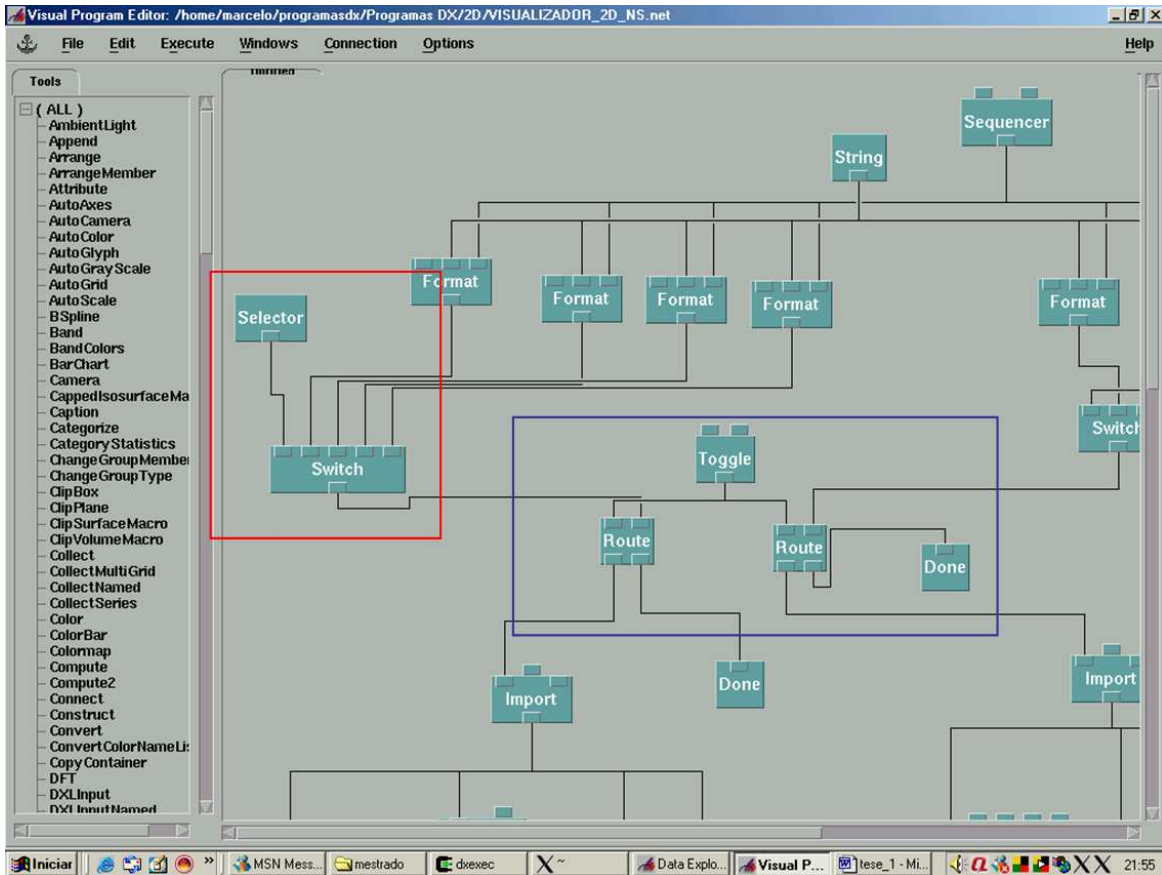 Visual Program Editor: /home/marcelo/programasdx/Programas DX/2D/VISUALIZADOR_2D_NS.net
File Edit Execute Windows Connection Options Help
Tools
Untitled
( ALL )
AmbientLight
Append
Arrange
ArrangeMember
Attribute
AutoAxes
AutoCamera
AutoColor
AutoGlyph
AutoGrayScale
AutoGrid
AutoScale
BSpline
Band
BandColors
BarChart
Camera
CappedIsosurfaceMa
Caption
Categorize
CategoryStatistics
ChangeGroupMembe
ChangeGroupType
ClipBox
ClipPlane
ClipSurfaceMacro
ClipVolumeMacro
Collect
CollectMultiGrid
CollectNamed
CollectSeries
Color
ColorBar
Colormap
Compute
Compute2
Connect
Construct
Convert
ConvertColorNameLi
CopyContainer
DFT
DXLInput
DXLInputNamed
Sequencer
String
Format
Format
Format
Format
Format
Selector
Switch
Switch
Toggle
Route
Route
Done
Import
Done
Import
Iniciar » MSN Mess... mestrado dxexec X ~ Data Explo... Visual P... tese_1 - Mi... 21:55